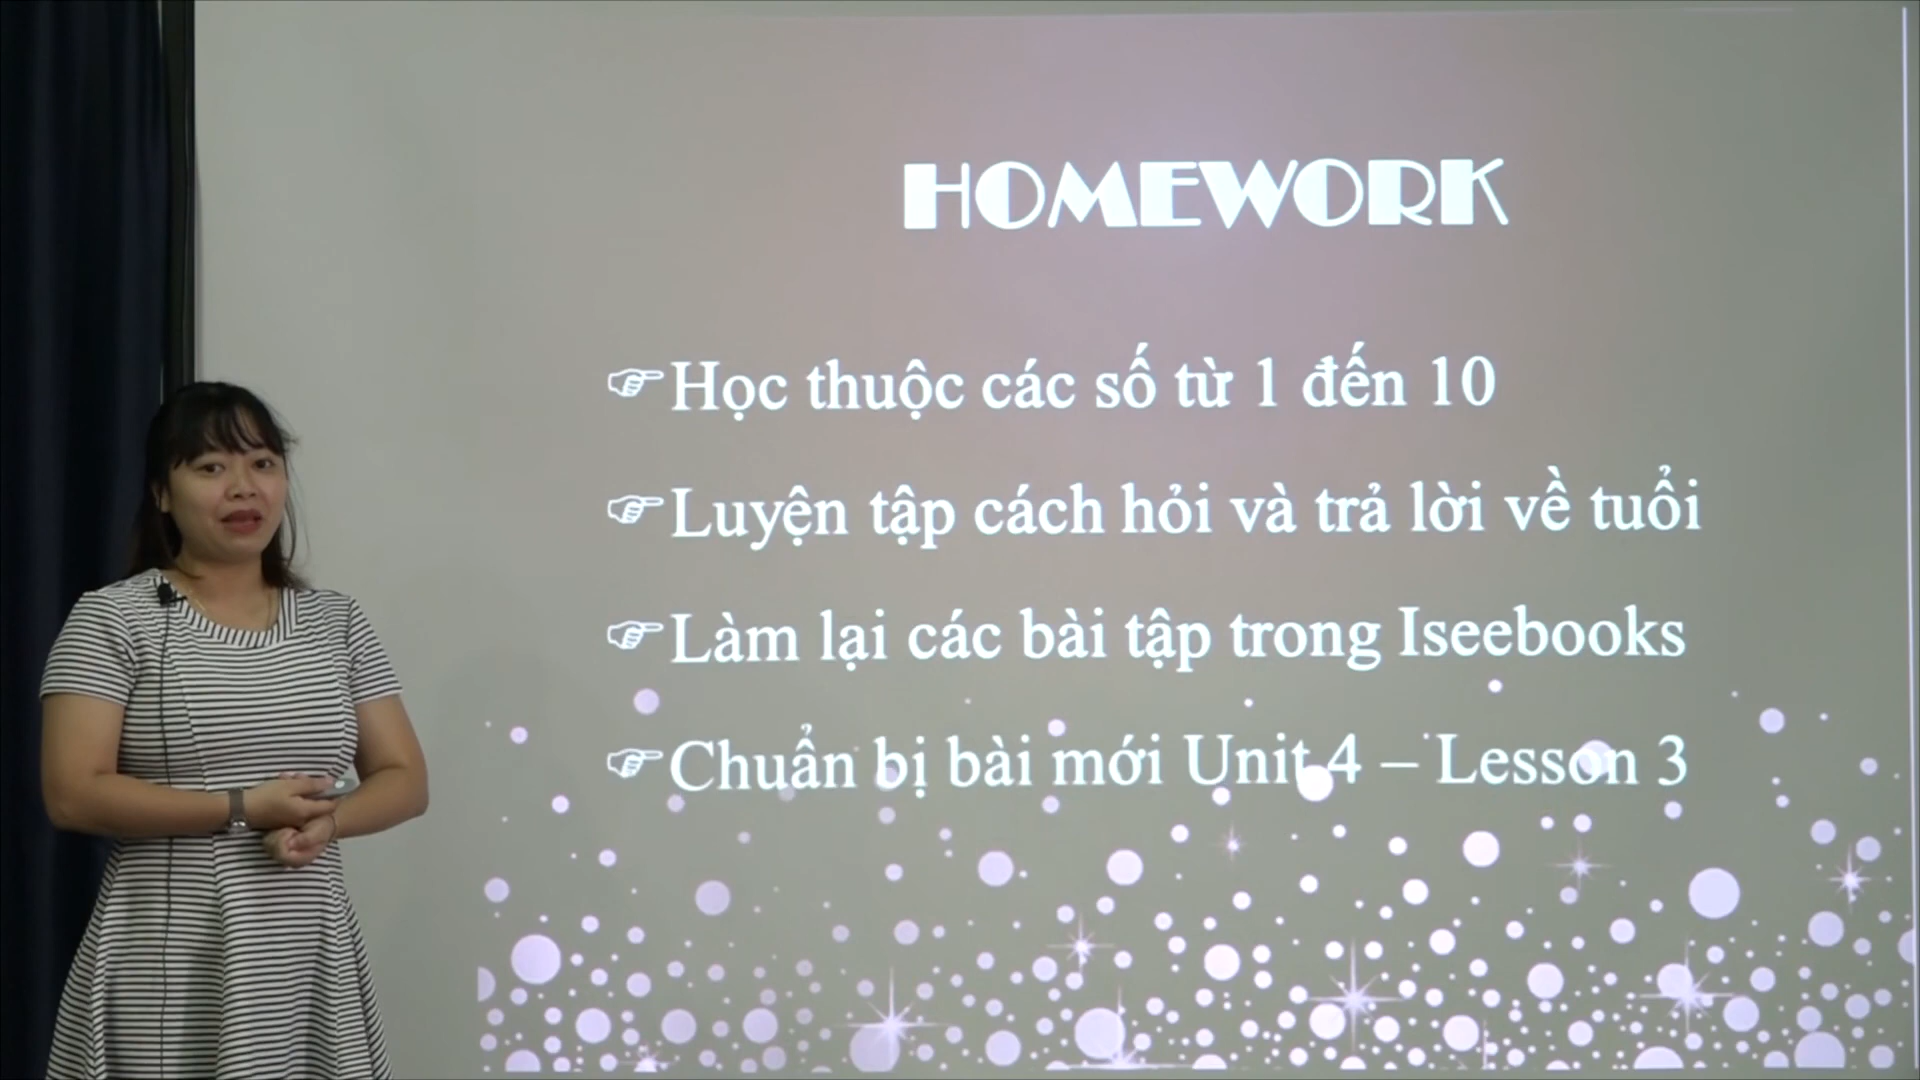 HOMEWORK
☞Học thuộc các số từ 1 đến 10
☞Luyện tập cách hỏi và trả lời về tuổi
☞Làm lại các bài tập trong Iseebooks
☞Chuẩn bị bài mới Unit 4 – Lesson 3